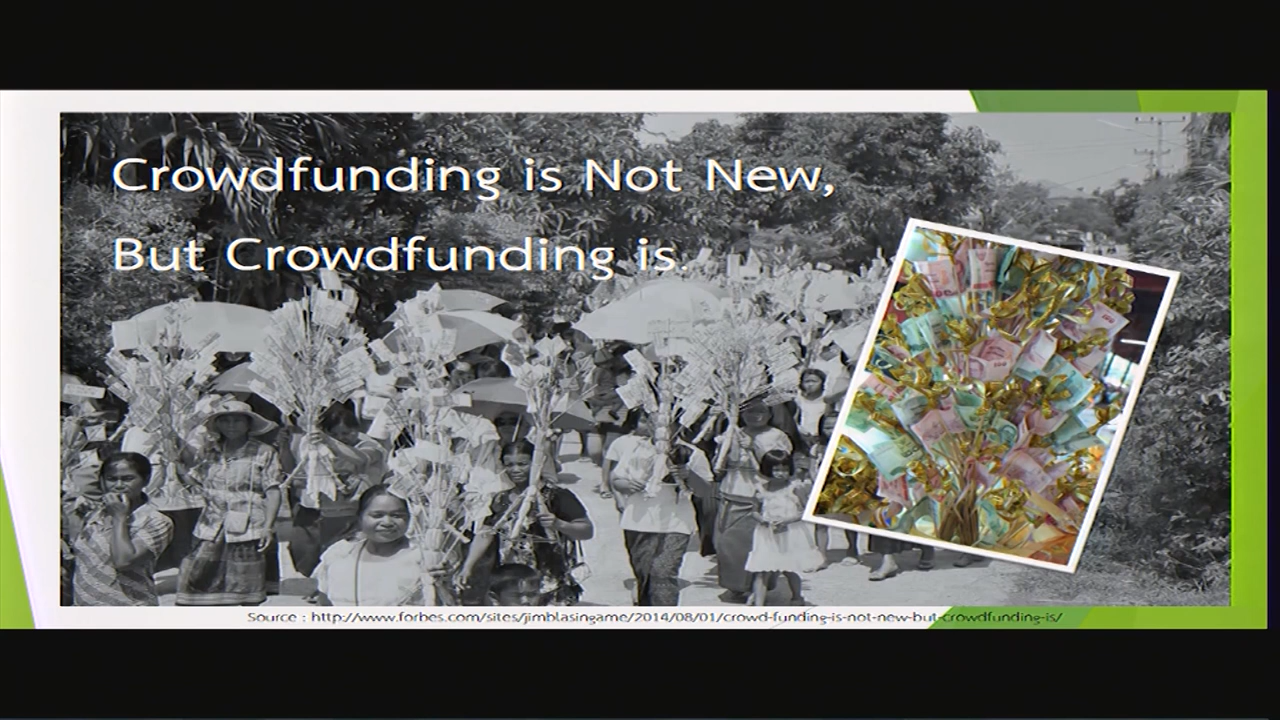 Crowdfunding is Not New,
But Crowdfunding is.
Source : http://www.forbes.com/sites/jimblasingame/2014/08/01/crowd-funding-is-not-new-but-crowdfunding-is/